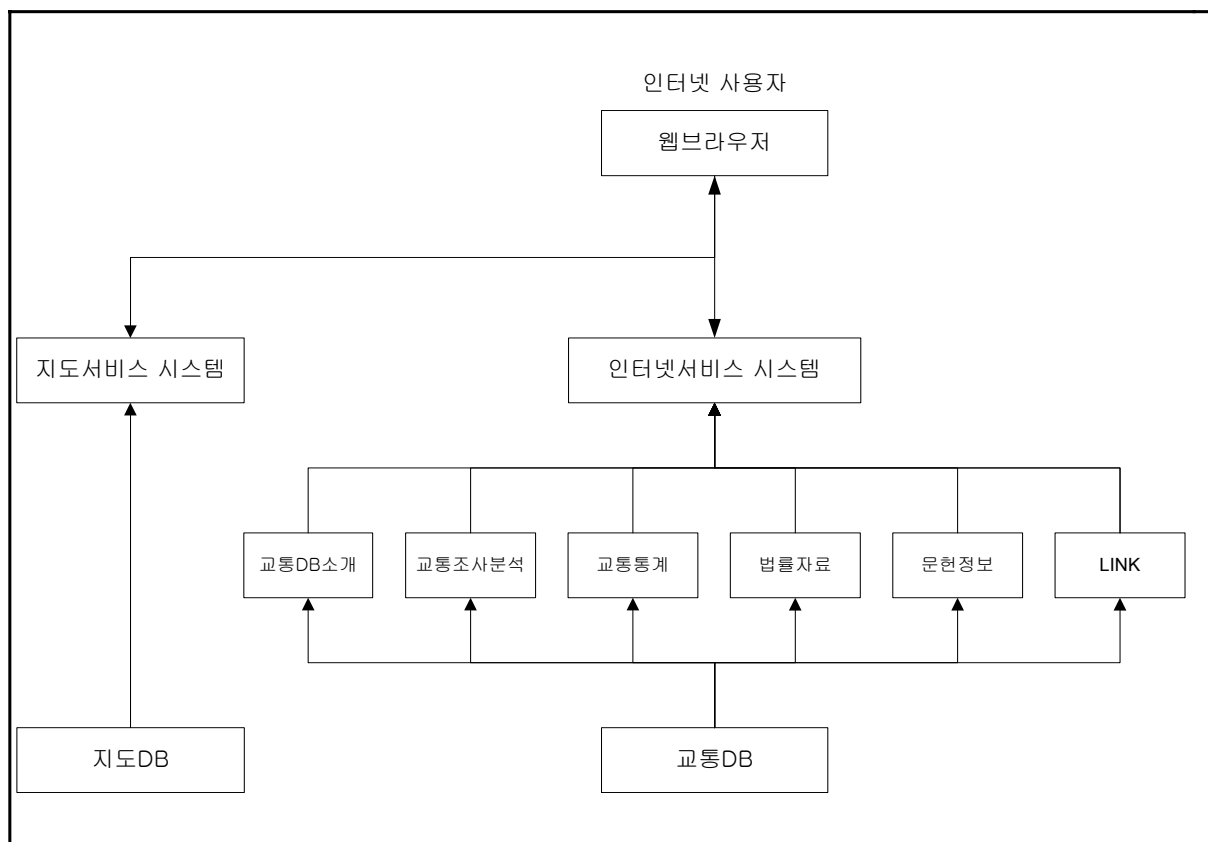 인터넷 사용자
웹브라우저
지도서비스 시스템
인터넷서비스 시스템
교통DB소개
교통조사분석
교통통계
법률자료
문헌정보
LINK
지도DB
교통DB